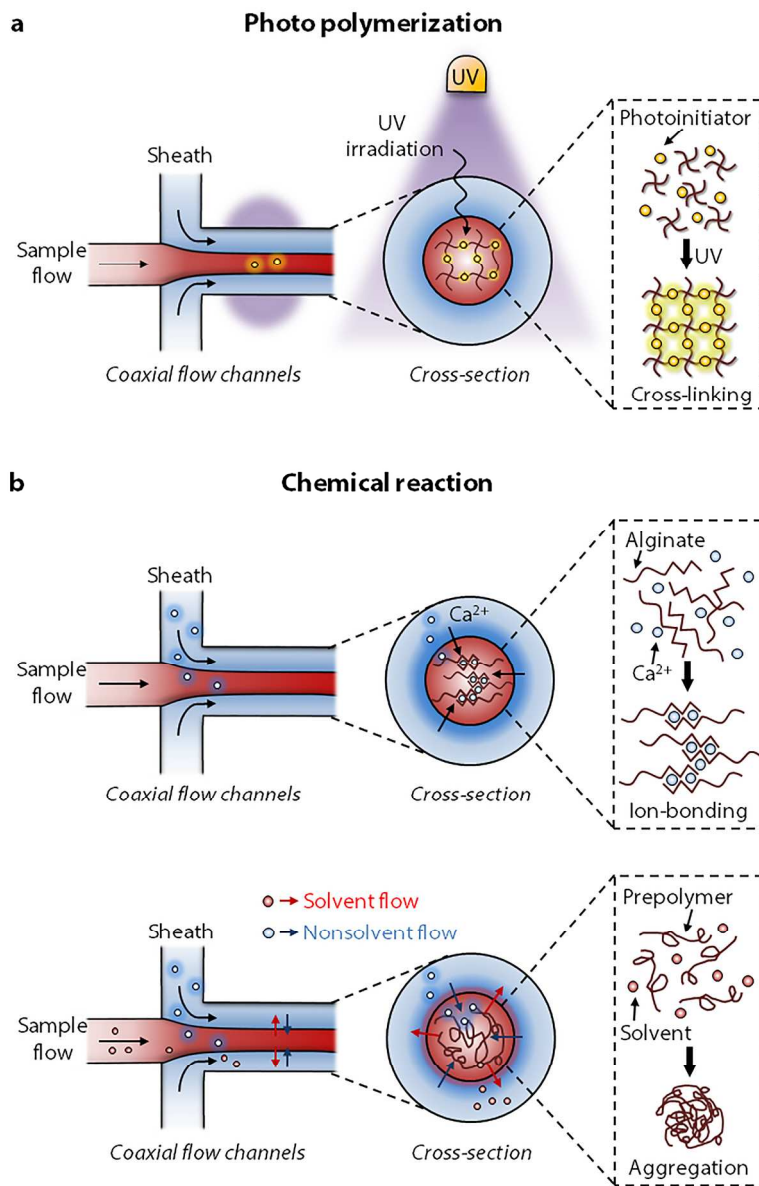 a
Photo polymerization
UV
UV
irradiation
Photoinitiator
Sheath
Sample
flow
UV
Coaxial flow channels
Cross-section
Cross-linking
b
Chemical reaction
Alginate
Sheath
Ca²⁺
Sample
flow
Ca²⁺
Coaxial flow channels
Cross-section
Ion-bonding
Solvent flow
Nonsolvent flow
Prepolymer
Sheath
Sample
flow
Solvent
Coaxial flow channels
Cross-section
Aggregation